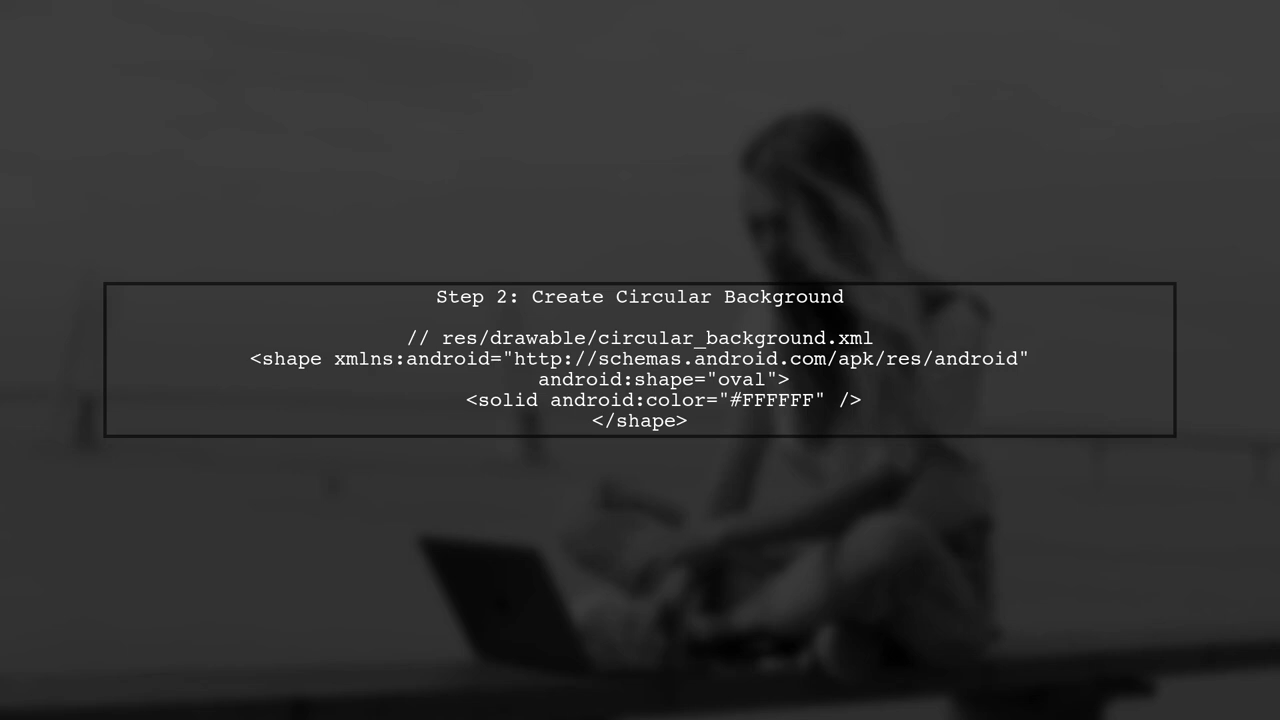 Step 2: Create Circular Background
// res/drawable/circular_background.xml
<shape xmlns:android="http://schemas.android.com/apk/res/android"
android:shape="oval">
<solid android:color="#FFFFFF" />
</shape>